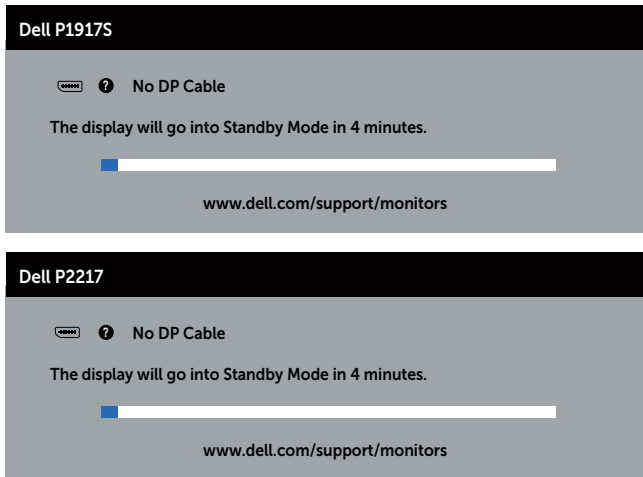 Dell P1917S
? No DP Cable
The display will go into Standby Mode in 4 minutes.
www.dell.com/support/monitors
Dell P2217
? No DP Cable
The display will go into Standby Mode in 4 minutes.
www.dell.com/support/monitors